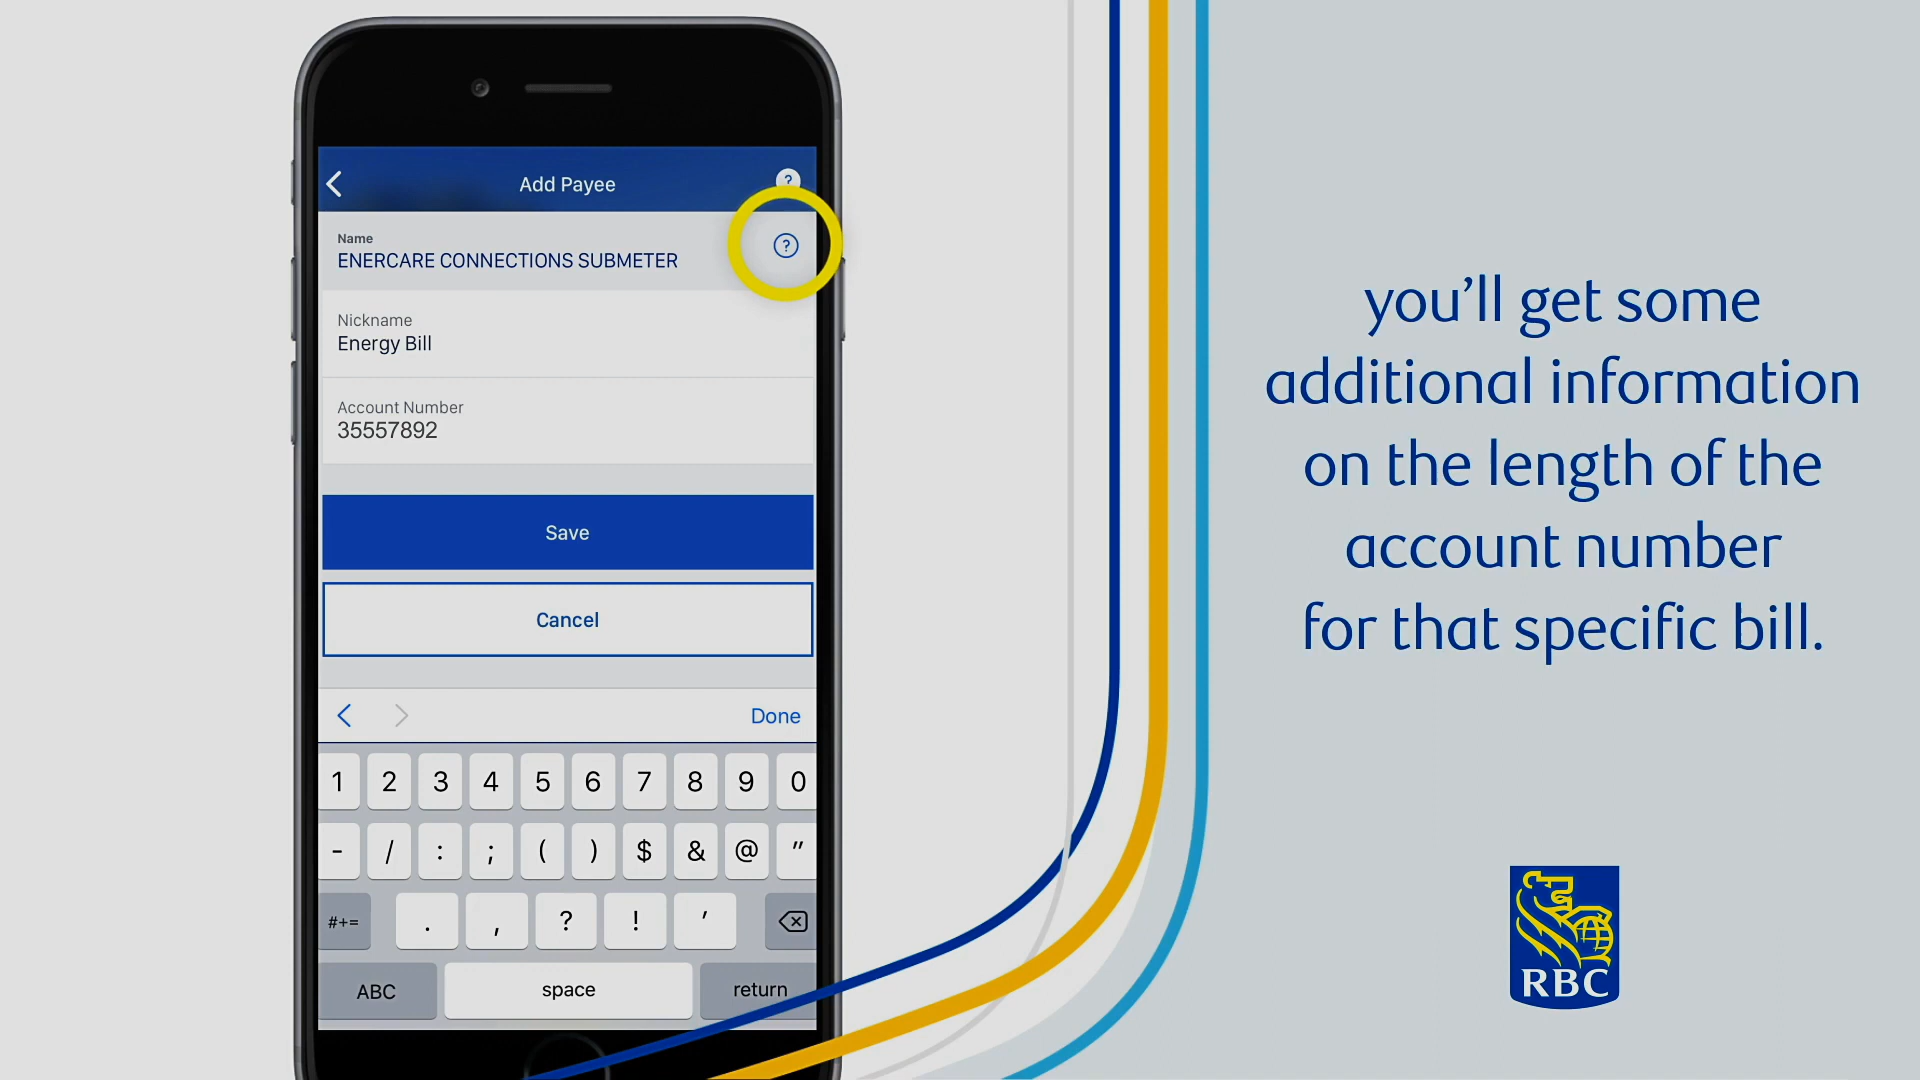 Add Payee
?
Name
ENERCARE CONNECTIONS SUBMETER
?
Nickname
Energy Bill
Account Number
35557892
Save
Cancel
Done
1 2 3 4 5 6 7 8 9 0
- / : ; ( ) $ & @ "
#+= . , ? ! '
ABC space return
you'll get some
additional information
on the length of the
account number
for that specific bill.
RBC